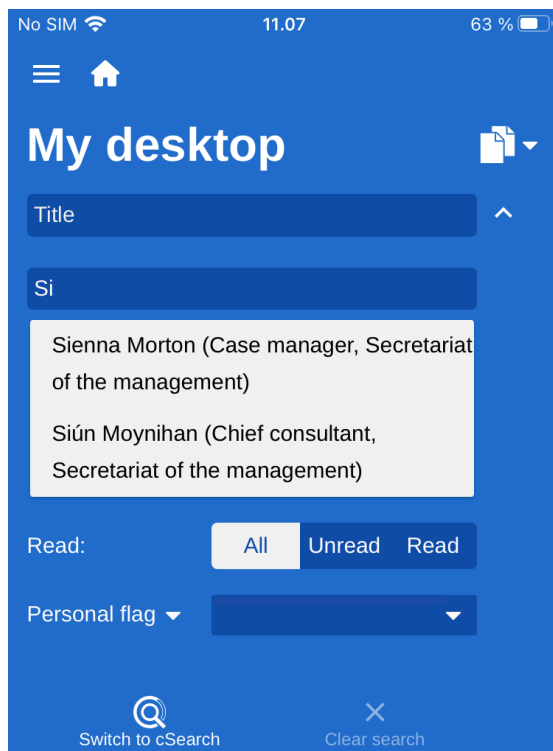 No SIM 11.07 63 %
My desktop
Title
Si
Sienna Morton (Case manager, Secretariat
of the management)
Siún Moynihan (Chief consultant,
Secretariat of the management)
Read: All Unread Read
Personal flag
Switch to cSearch Clear search